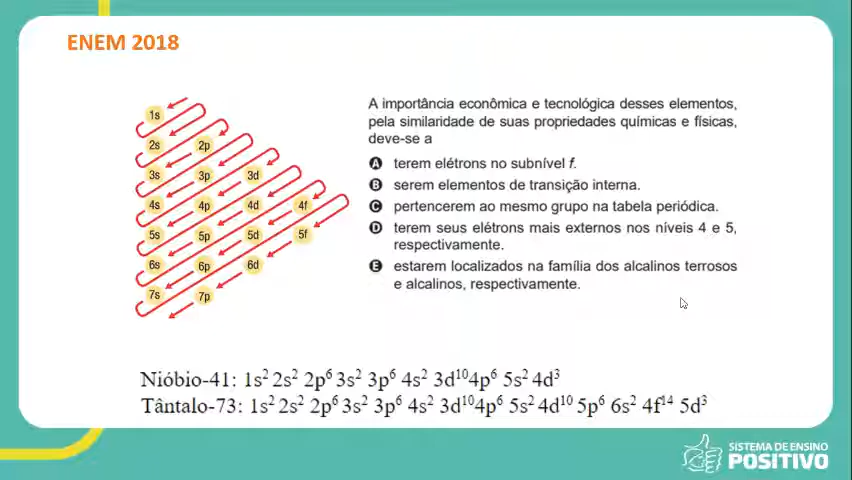 ENEM 2018
1s
2s 2p
3s 3p 3d
4s 4p 4d 4f
5s 5p 5d 5f
6s 6p 6d
7s 7p
A importância econômica e tecnológica desses elementos,
pela similaridade de suas propriedades químicas e físicas,
deve-se a
A terem elétrons no subnível f.
B serem elementos de transição interna.
C pertencerem ao mesmo grupo na tabela periódica.
D terem seus elétrons mais externos nos níveis 4 e 5,
respectivamente.
E estarem localizados na família dos alcalinos terrosos
e alcalinos, respectivamente.
Nióbio-41: 1s² 2s² 2p⁶ 3s² 3p⁶ 4s² 3d¹⁰4p⁶ 5s² 4d³
Tântalo-73: 1s² 2s² 2p⁶ 3s² 3p⁶ 4s² 3d¹⁰4p⁶ 5s² 4d¹⁰ 5p⁶ 6s² 4f¹⁴ 5d³
SISTEMA DE ENSINO
POSITIVO